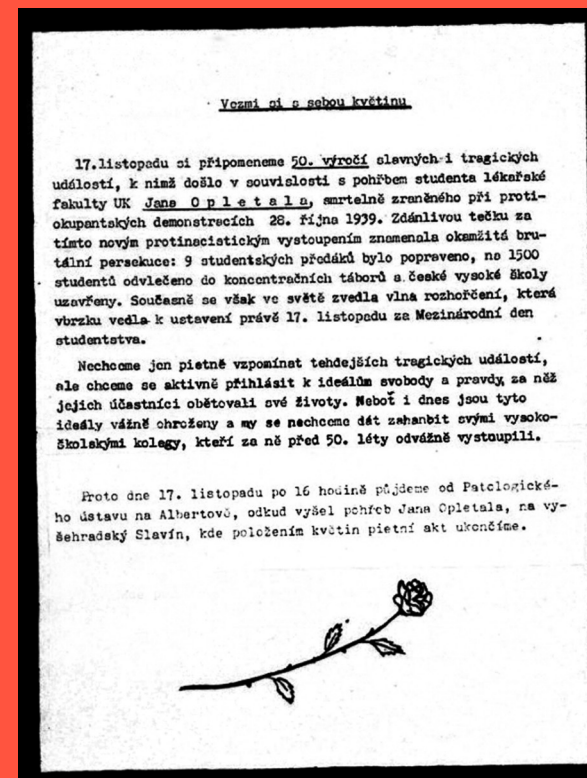 Vezmi si s sebou květinu
17.listopadu si připomeneme 50. výročí slavných i tragických
událostí, k nimž došlo v souvislosti s pohřbem studenta lékařské
fakulty UK Jana O p l e t a l a, smrtelně zraněného při proti-
okupantských demonstracích 28. října 1939. Zdánlivou tečku za
tímto novým protinacistickým vystoupením znamenala okamžitá bru-
tální persekuce: 9 studentských předáků bylo popraveno, na 1500
studentů odvlečeno do koncentračních táborů a české vysoké školy
uzavřeny. Současně se však ve světě zvedla vlna rozhořčení, která
vbrzku vedla k ustavení právě 17. listopadu za Mezinárodní den
studentstva.
Nechceme jen pietně vzpomínat tehdejších tragických událostí,
ale chceme se aktivně přihlásit k ideálům svobody a pravdy, za něž
jejich účastníci obětovali své životy. Neboť i dnes jsou tyto
ideály vážně ohroženy a my se nechceme dát zahanbit svými vysoko-
školskými kolegy, kteří za ně před 50. léty odvážně vystoupili.
Proto dne 17. listopadu po 16 hodině půjdeme od Patologické-
ho ústavu na Albertově, odkud vyšel pohřeb Jana Opletala, na vy-
šehradský Slavín, kde položením květin pietní akt ukončíme.